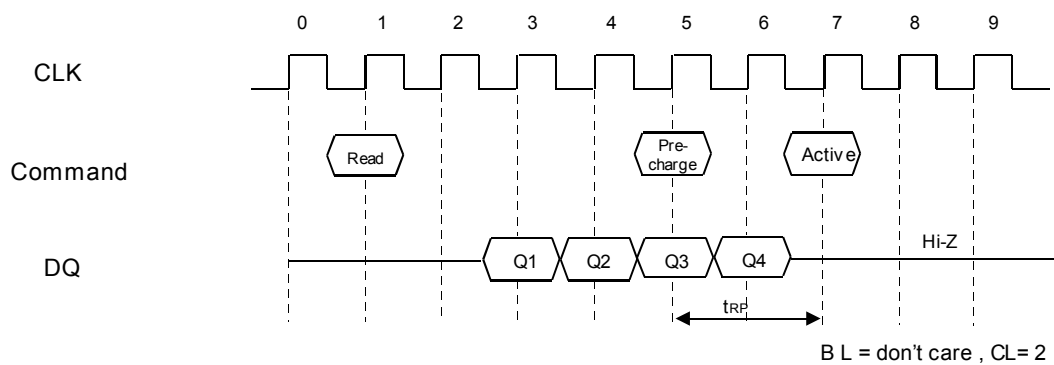 0 1 2 3 4 5 6 7 8 9
CLK
Command
Read
Pre-
charge
Active
DQ
Q1 Q2 Q3 Q4
Hi-Z
tRP
B L = don't care , CL= 2